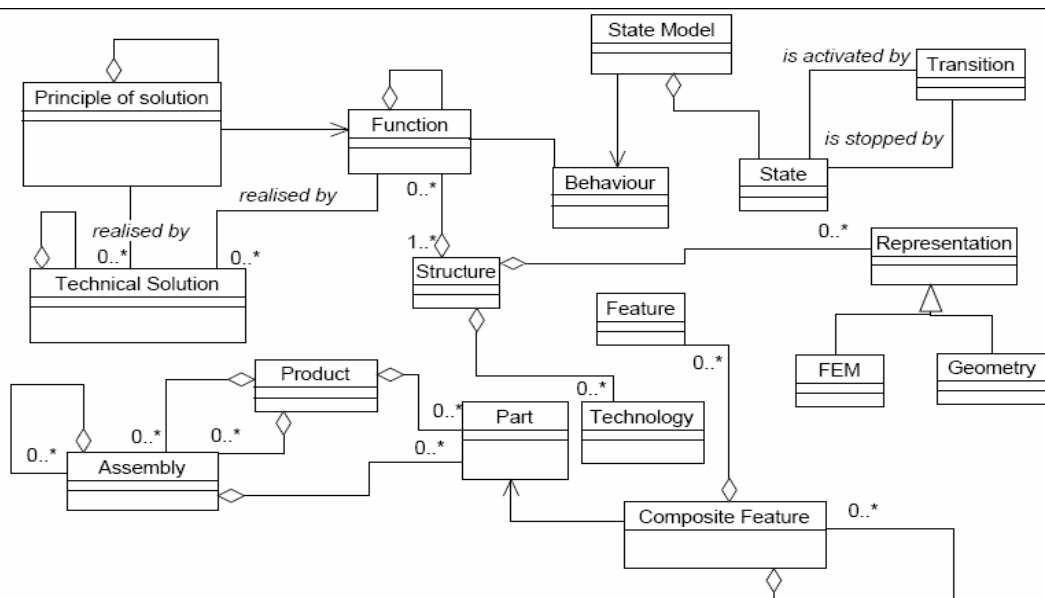 State Model
is activated by
Transition
Principle of solution
Function
is stopped by
Behaviour
State
realised by
0..*
realised by
0..*
0..*
1..*
0..*
Representation
Technical Solution
Structure
Feature
FEM
Geometry
Product
0..*
0..*
0..*
Part
Technology
0..*
0..*
0..*
0..*
Assembly
Composite Feature
0..*